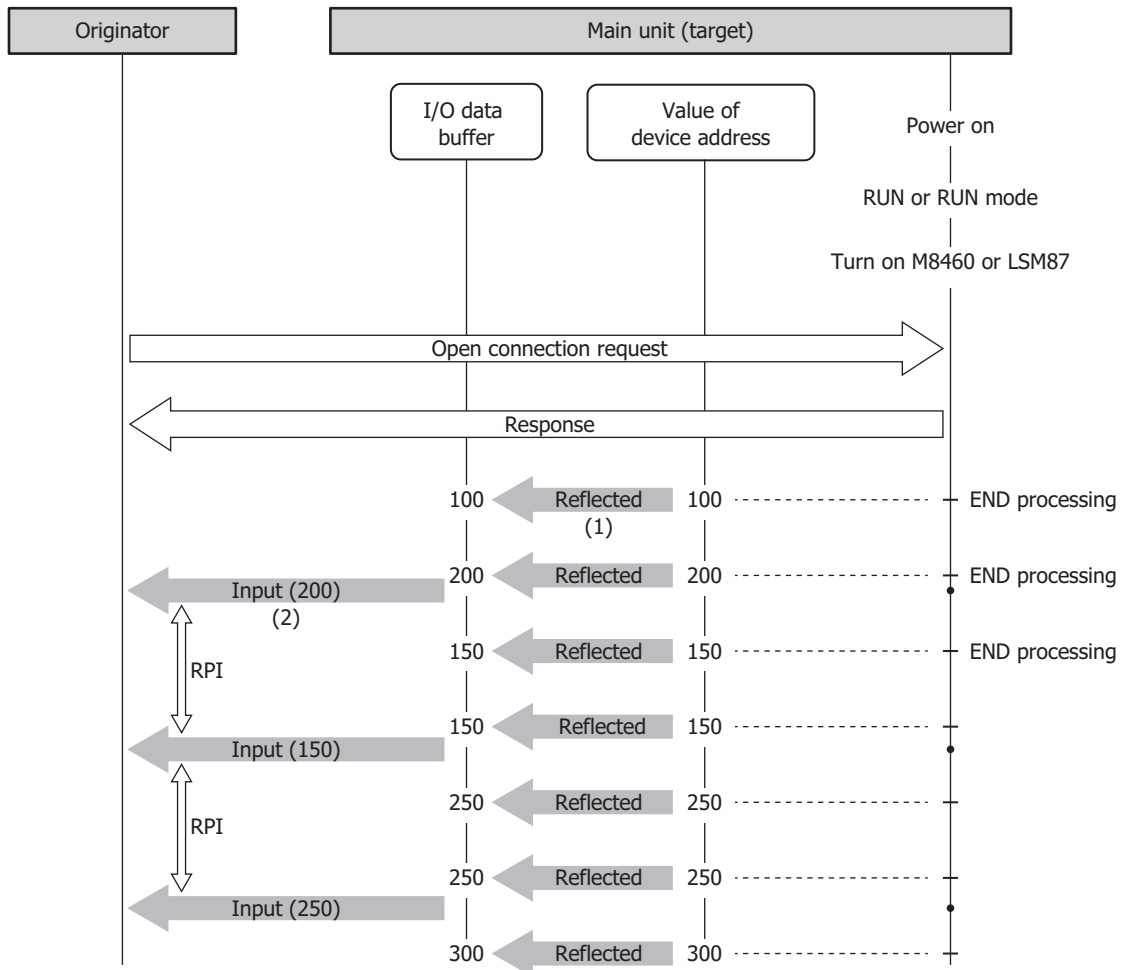 Originator
Main unit (target)
I/O data
buffer
Value of
device address
Power on
RUN or RUN mode
Turn on M8460 or LSM87
Open connection request
Response
100 Reflected 100 END processing
(1)
200 Reflected 200 END processing
Input (200)
(2)
150 Reflected 150 END processing
RPI
150 Reflected 150
Input (150)
250 Reflected 250
RPI
250 Reflected 250
Input (250)
300 Reflected 300